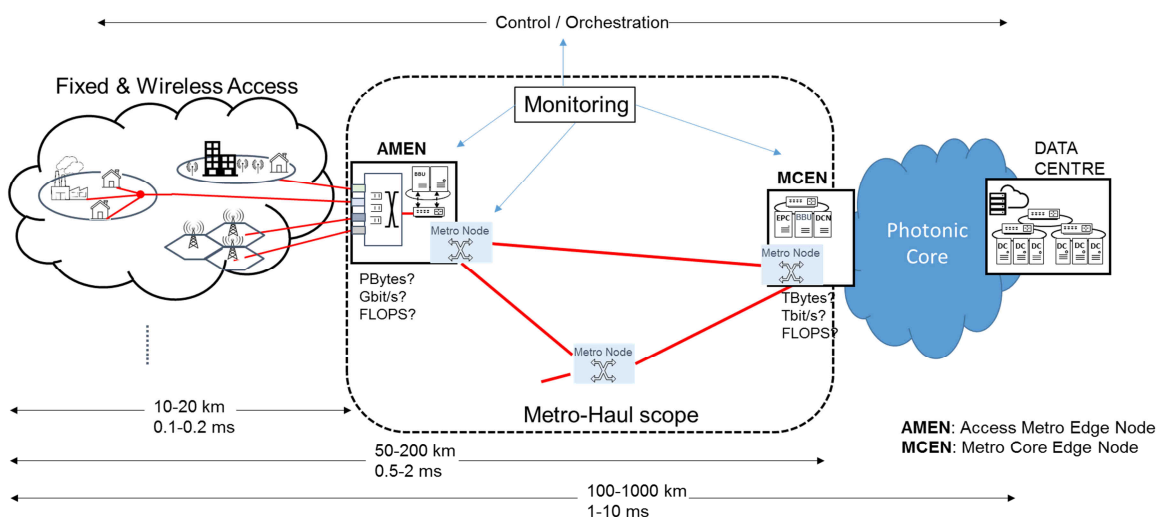 Control / Orchestration
Fixed & Wireless Access
Monitoring
AMEN
BBU
Metro Node
PBytes?
Gbit/s?
FLOPS?
MCEN
EPC BBU DCN
Metro Node
TBytes?
Tbit/s?
FLOPS?
Metro Node
Metro-Haul scope
Photonic
Core
DATA
CENTRE
DC DC DC DC DC DC
10-20 km
0.1-0.2 ms
50-200 km
0.5-2 ms
100-1000 km
1-10 ms
AMEN: Access Metro Edge Node
MCEN: Metro Core Edge Node